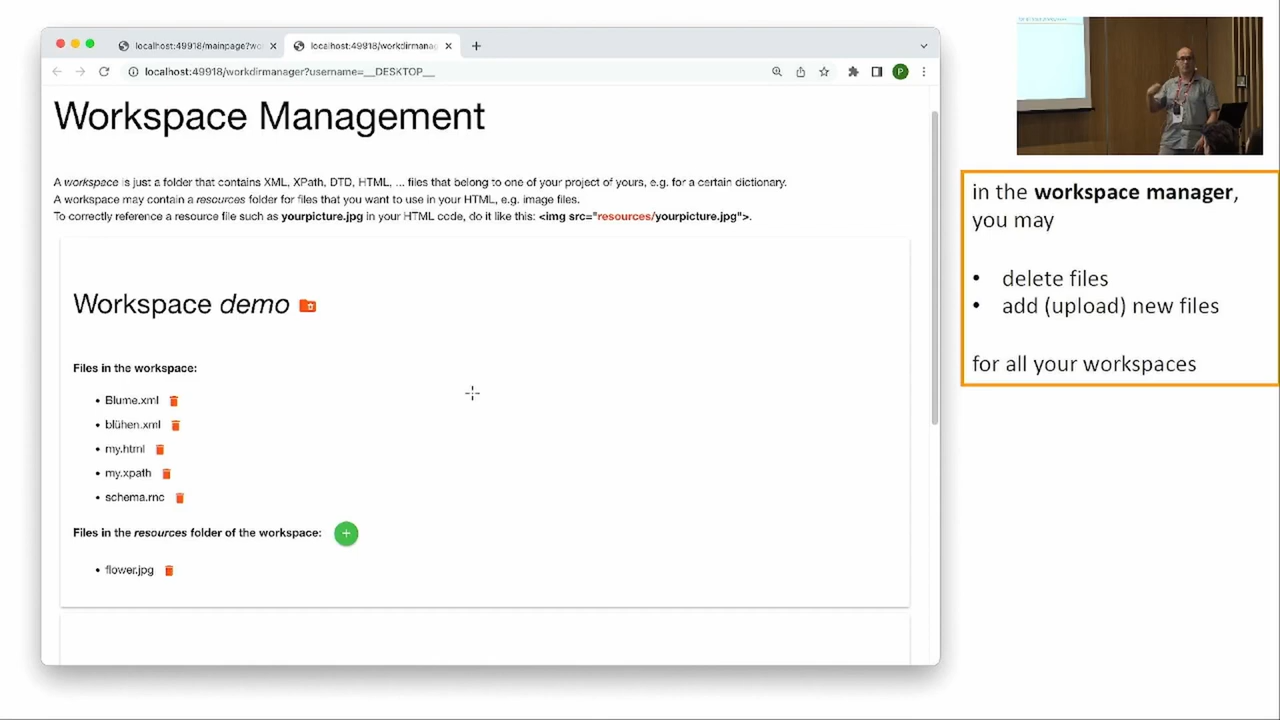 localhost:49918/mainpage?wo
localhost:49918/workdirmanag
localhost:49918/workdirmanager?username=__DESKTOP__
P
Workspace Management
A workspace is just a folder that contains XML, XPath, DTD, HTML, ... files that belong to one of your project of yours, e.g. for a certain dictionary.
A workspace may contain a resources folder for files that you want to use in your HTML, e.g. image files.
To correctly reference a resource file such as yourpicture.jpg in your HTML code, do it like this: <img src="resources/yourpicture.jpg">.
Workspace demo
Files in the workspace:
• Blume.xml
• blühen.xml
• my.html
• my.xpath
• schema.rnc
Files in the resources folder of the workspace:
• flower.jpg
in the workspace manager,
you may
• delete files
• add (upload) new files
for all your workspaces